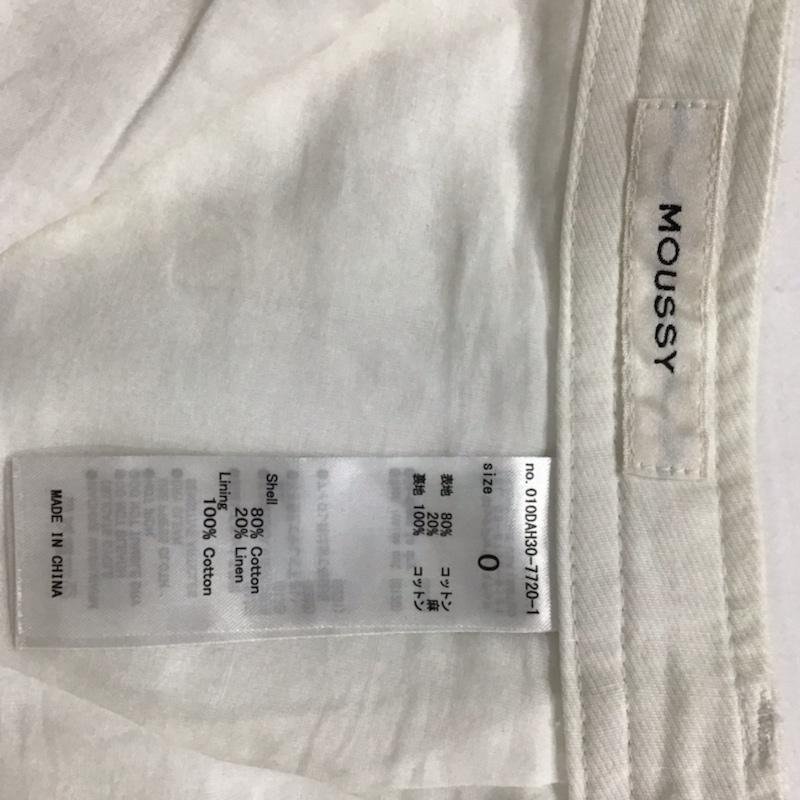 MOUSSY
no. 010DAH30-7720-1
size 0
表地 80% コットン
20% 麻
裏地 100% コットン
Shell
80% Cotton
20% Linen
Lining
100% Cotton
MADE IN CHINA